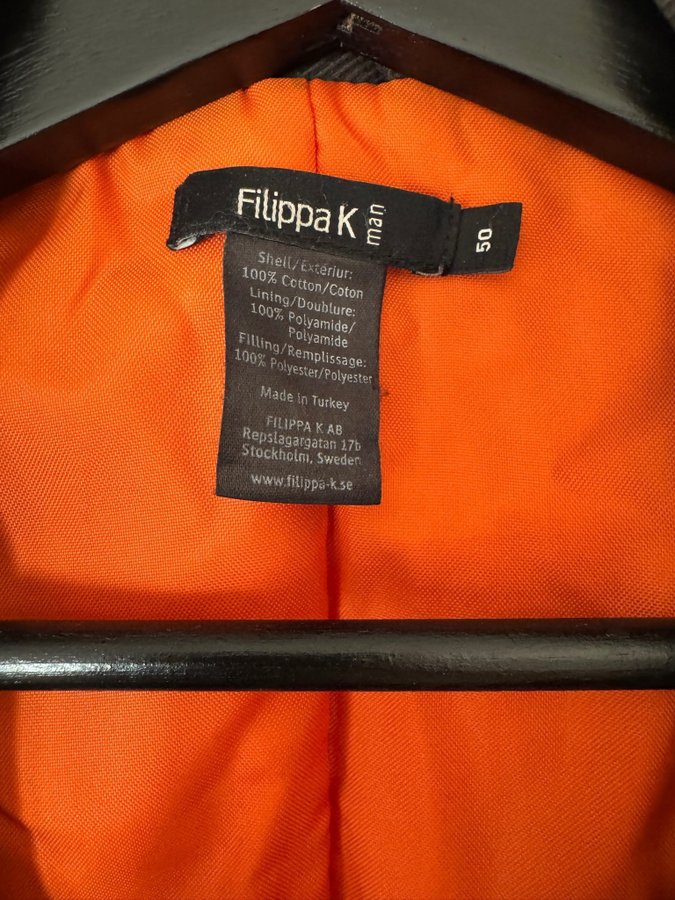 Filippa K man
50
Shell/Exteriur:
100% Cotton/Coton
Lining/Doublure:
100% Polyamide/
Polyamide
Filling/Remplissage:
100% Polyester/Polyester
Made in Turkey
FILIPPA K AB
Repslagargatan 17b
Stockholm, Sweden
www.filippa-k.se